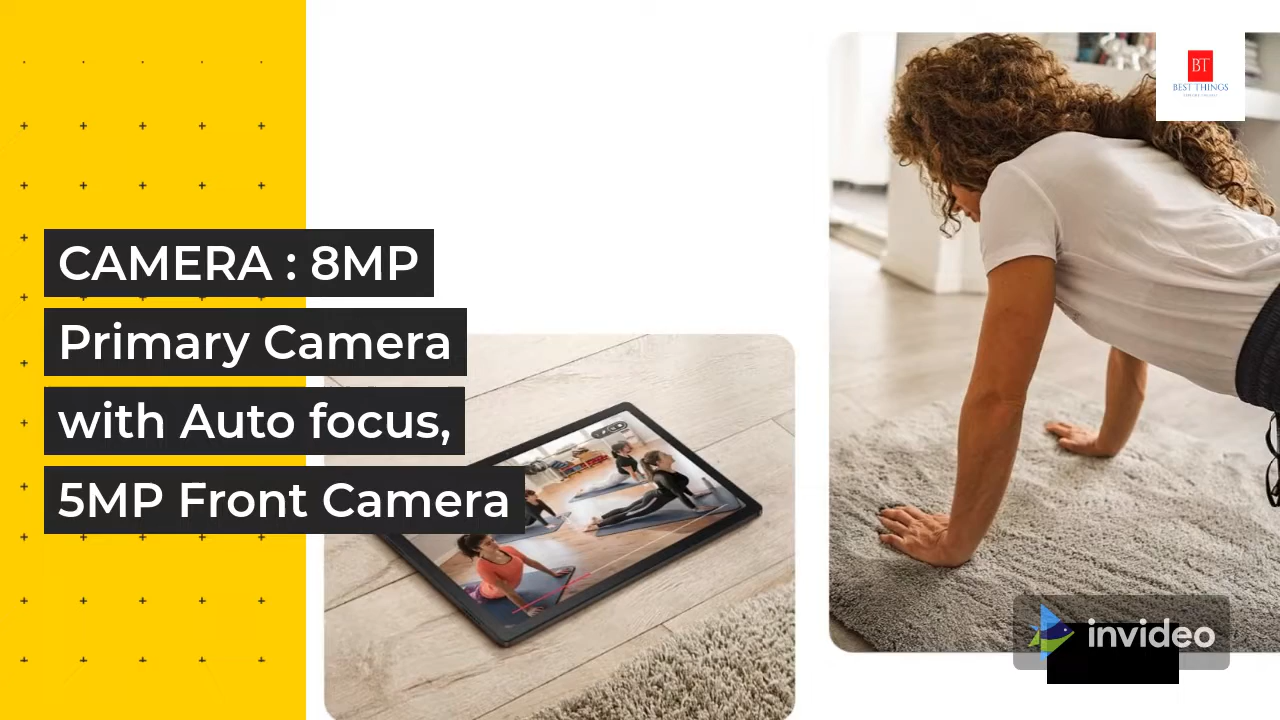 CAMERA : 8MP
Primary Camera
with Auto focus,
5MP Front Camera
BT
BEST THINGS
invideo